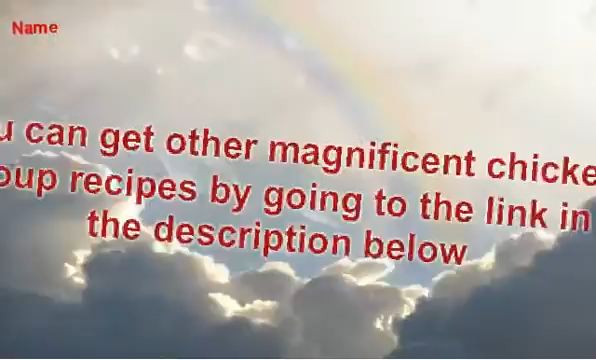 Name
u can get other magnificent chicke
oup recipes by going to the link in
the description below